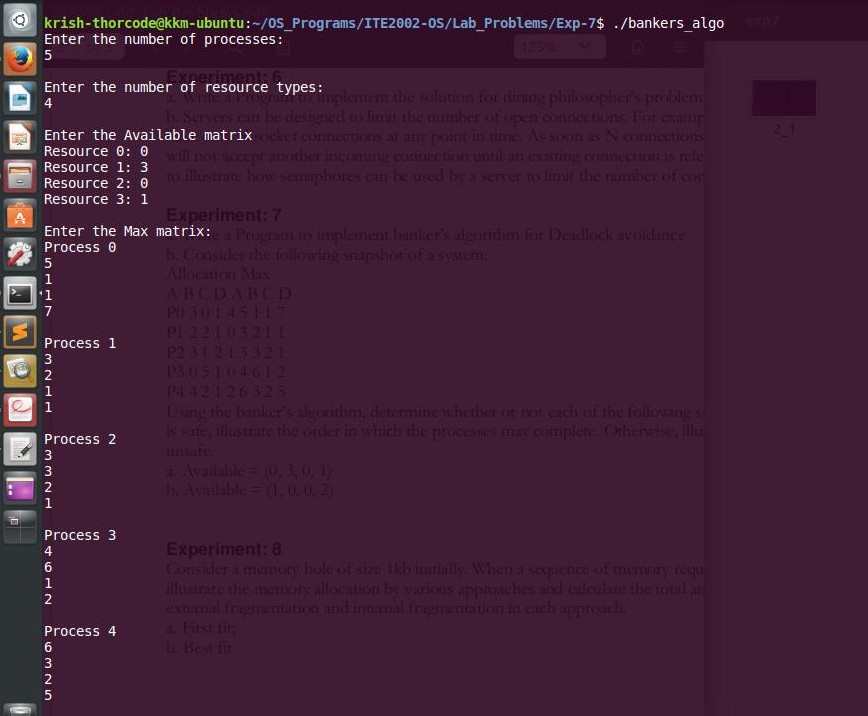 krish-thorcode@kkm-ubuntu:~/OS_Programs/ITE2002-OS/Lab_Problems/Exp-7$ ./bankers_algo
Enter the number of processes:
5
Enter the number of resource types:
4
Enter the Available matrix
Resource 0: 0
Resource 1: 3
Resource 2: 0
Resource 3: 1
Enter the Max matrix:
Process 0
5
1
1
7
Process 1
3
2
1
1
Process 2
3
3
2
1
Process 3
4
6
1
2
Process 4
6
3
2
5
exp7
125%
2_1
Experiment: 6
a. Write a Program to implement the solution for dining philosopher's problem.
b. Servers can be designed to limit the number of open connections. For
socket connections at any point in time. As soon as N connections
will not accept another incoming connection until an existing connection is
to illustrate how semaphores can be used by a server to limit the number of
Experiment: 7
a. Write a Program to implement banker's algorithm for Deadlock avoidance
b. Consider the following snapshot of a system:
Allocation Max
A B C D A B C D
P0 3 0 1 4 5 1 1 7
P1 2 2 1 0 3 2 1 1
P2 3 1 2 1 3 3 2 1
P3 0 5 1 0 4 6 1 2
P4 4 2 1 2 6 3 2 5
Using the banker's algorithm, determine whether or not each of the following
is safe, illustrate the order in which the processes may complete. Otherwise,
unsafe.
a. Available = (0, 3, 0, 1)
b. Available = (1, 0, 0, 2)
Experiment: 8
Consider a memory hole of size 1kb initially. When a sequence of memory
illustrate the memory allocation by various approaches and calculate the total
external fragmentation and internal fragmentation in each approach.
a. First fit;
b. Best fit